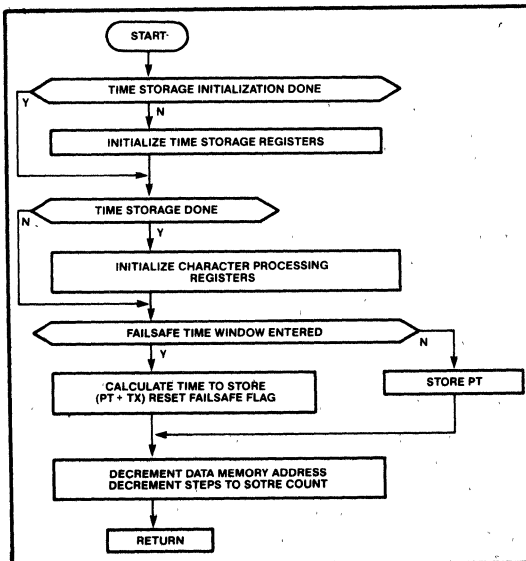 START
TIME STORAGE INITIALIZATION DONE
Y
N
INITIALIZE TIME STORAGE REGISTERS
TIME STORAGE DONE
N
Y
INITIALIZE CHARACTER PROCESSING
REGISTERS
FAILSAFE TIME WINDOW ENTERED
N
Y
CALCULATE TIME TO STORE
(PT + TX) RESET FAILSAFE FLAG
STORE PT
DECREMENT DATA MEMORY ADDRESS
DECREMENT STEPS TO SOTRE COUNT
RETURN